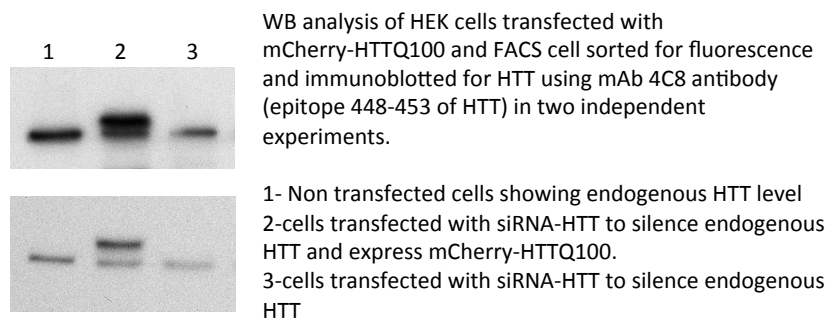 1 2 3
WB analysis of HEK cells transfected with
mCherry-HTTQ100 and FACS cell sorted for fluorescence
and immunoblotted for HTT using mAb 4C8 antibody
(epitope 448-453 of HTT) in two independent
experiments.
1- Non transfected cells showing endogenous HTT level
2-cells transfected with siRNA-HTT to silence endogenous
HTT and express mCherry-HTTQ100.
3-cells transfected with siRNA-HTT to silence endogenous
HTT